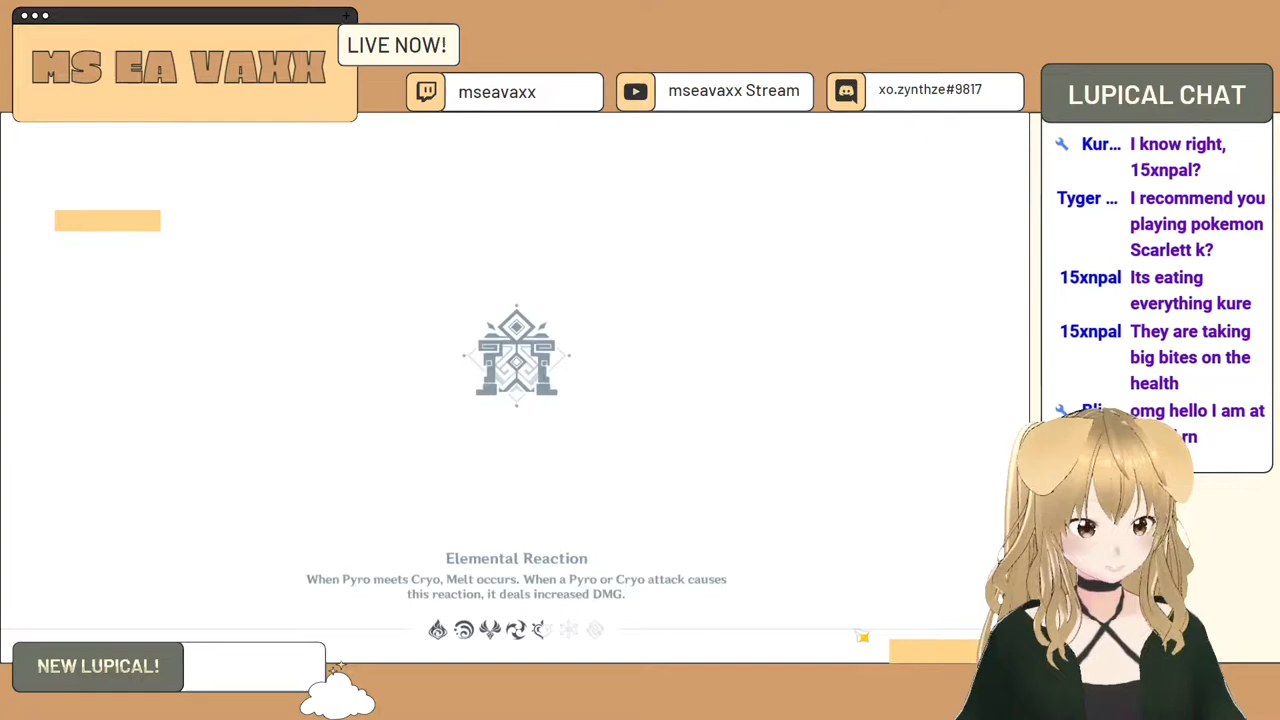 MS EA VAXX
LIVE NOW!
mseavaxx
mseavaxx Stream
xo.zynthze#9817
LUPICAL CHAT
Kur... I know right,
15xnpal?
Tyger ... I recommend you
playing pokemon
Scarlett k?
15xnpal Its eating
everything kure
15xnpal They are taking
big bites on the
health
omg hello I am at
rn
Elemental Reaction
When Pyro meets Cryo, Melt occurs. When a Pyro or Cryo attack causes
this reaction, it deals increased DMG.
NEW LUPICAL!